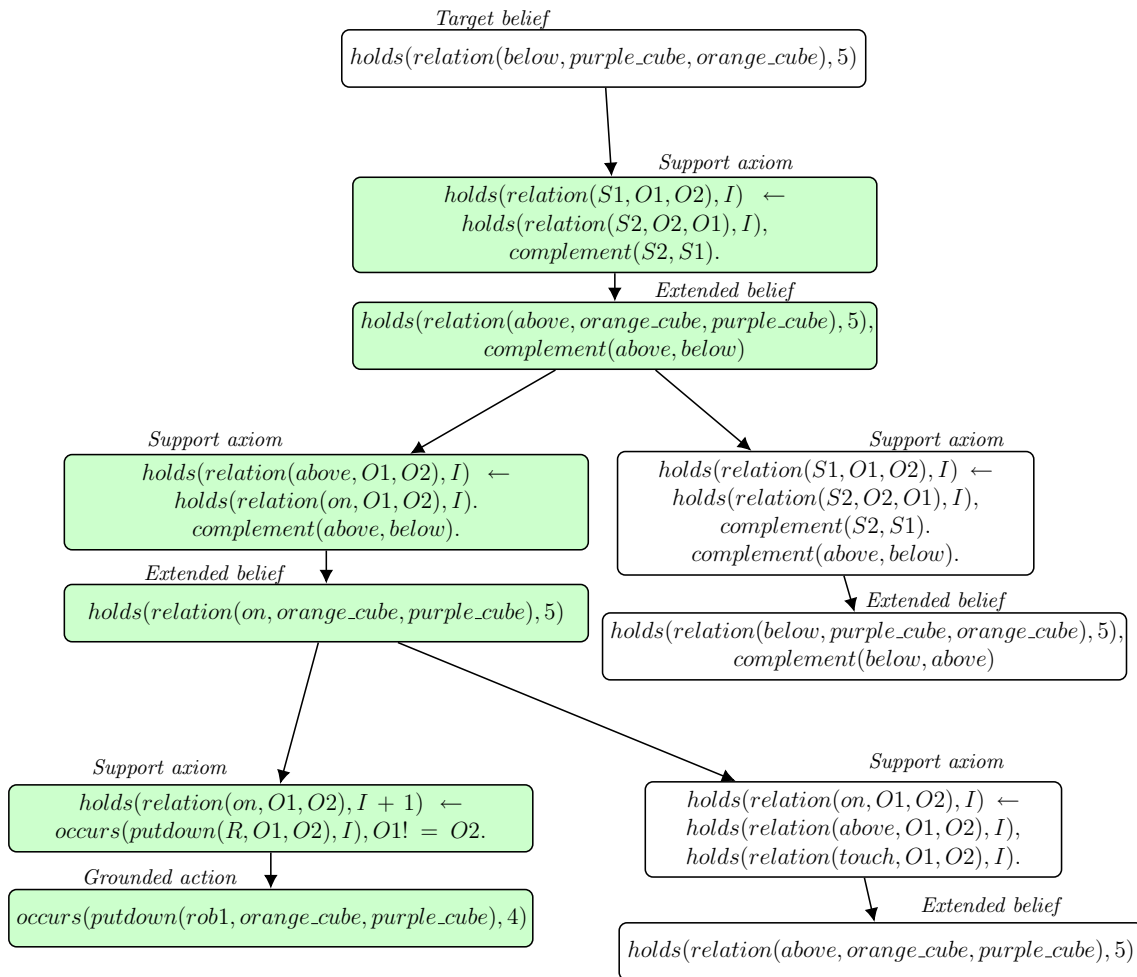 Target belief
holds(relation(below, purple_cube, orange_cube), 5)
Support axiom
holds(relation(S1, O1, O2), I) ←
holds(relation(S2, O2, O1), I),
complement(S2, S1).
Extended belief
holds(relation(above, orange_cube, purple_cube), 5),
complement(above, below)
Support axiom
holds(relation(above, O1, O2), I) ←
holds(relation(on, O1, O2), I).
complement(above, below).
Extended belief
holds(relation(on, orange_cube, purple_cube), 5)
Support axiom
holds(relation(S1, O1, O2), I) ←
holds(relation(S2, O2, O1), I),
complement(S2, S1).
complement(above, below).
Extended belief
holds(relation(below, purple_cube, orange_cube), 5),
complement(below, above)
Support axiom
holds(relation(on, O1, O2), I + 1) ←
occurs(putdown(R, O1, O2), I), O1! = O2.
Grounded action
occurs(putdown(rob1, orange_cube, purple_cube), 4)
Support axiom
holds(relation(on, O1, O2), I) ←
holds(relation(above, O1, O2), I),
holds(relation(touch, O1, O2), I).
Extended belief
holds(relation(above, orange_cube, purple_cube), 5)